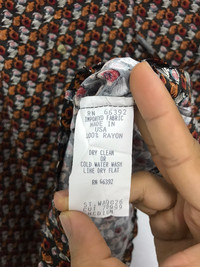 RN 66392
IMPORTED FABRIC
MADE IN
USA
100% RAYON
DRY CLEAN
OR
COLD WATER WASH
LINE DRY FLAT
RN 66392